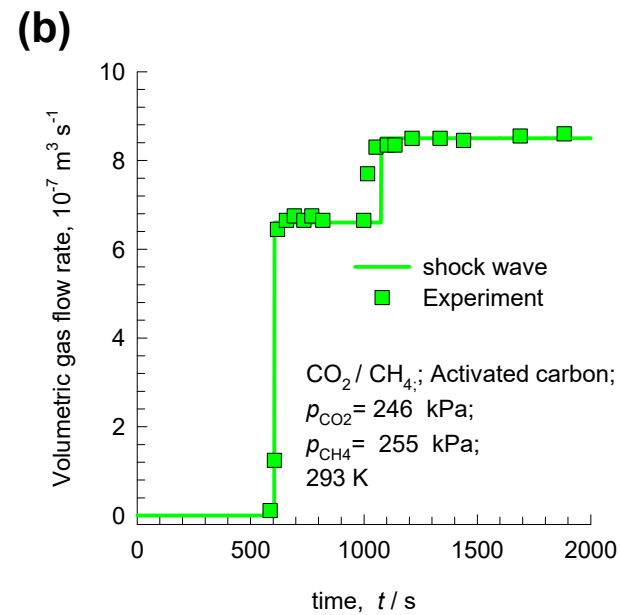 (b)
Volumetric gas flow rate, 10⁻⁷ m³ s⁻¹
10
8
6
4
2
0
shock wave
Experiment
CO₂ / CH₄;; Activated carbon;
pCO2= 246 kPa;
pCH4= 255 kPa;
293 K
0 500 1000 1500 2000
time, t / s